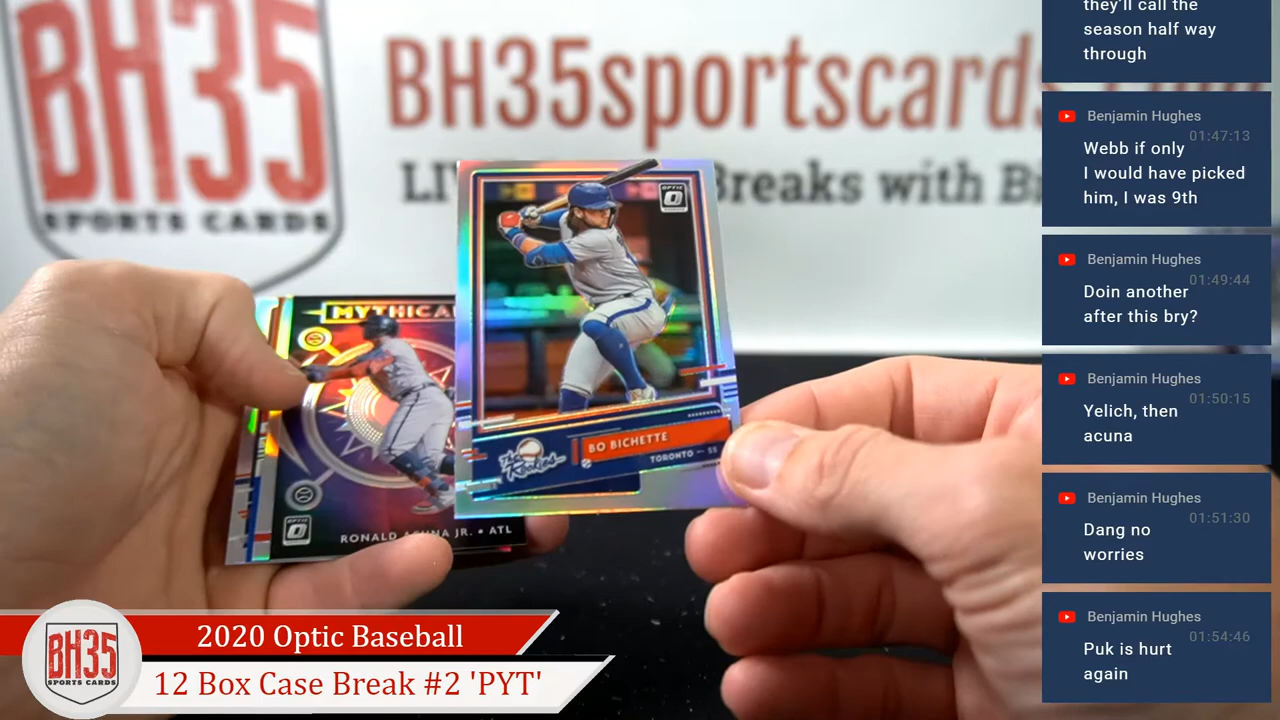 BH35
SPORTS CARDS
BH35sportscards
Breaks with
OPTIC
MYTHICAL
The Rookies
BO BICHETTE
TORONTO – SS
OPTIC
RONALD ACUNA JR. • ATL
BH35
SPORTS CARDS
2020 Optic Baseball
12 Box Case Break #2 'PYT'
they'll call the
season half way
through
Benjamin Hughes
01:47:13
Webb if only
I would have picked
him, I was 9th
Benjamin Hughes
01:49:44
Doin another
after this bry?
Benjamin Hughes
01:50:15
Yelich, then
acuna
Benjamin Hughes
01:51:30
Dang no
worries
Benjamin Hughes
01:54:46
Puk is hurt
again